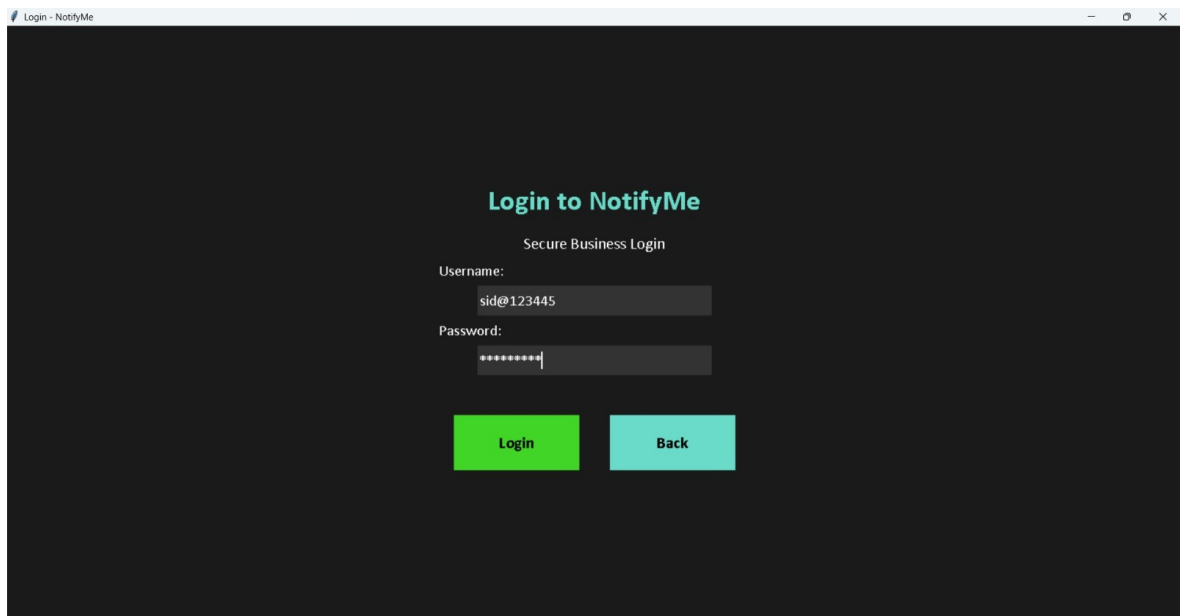 Login - NotifyMe
Login to NotifyMe
Secure Business Login
Username:
sid@123445
Password:
*********
Login Back